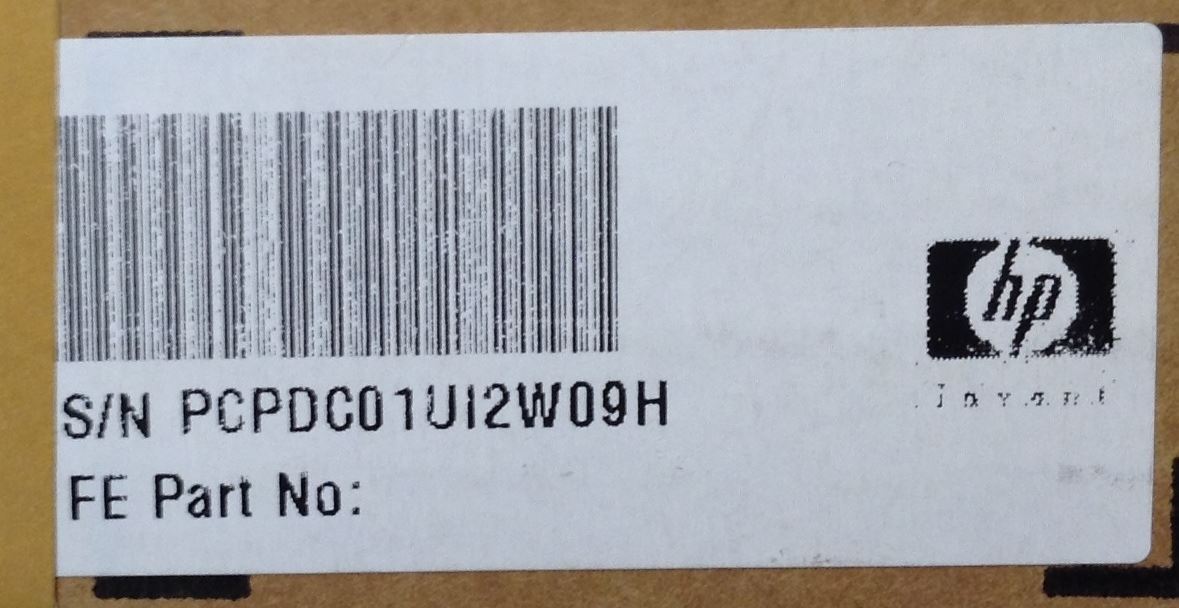 S/N PCPDC01UI2W09H
FE Part No:
hp
invent